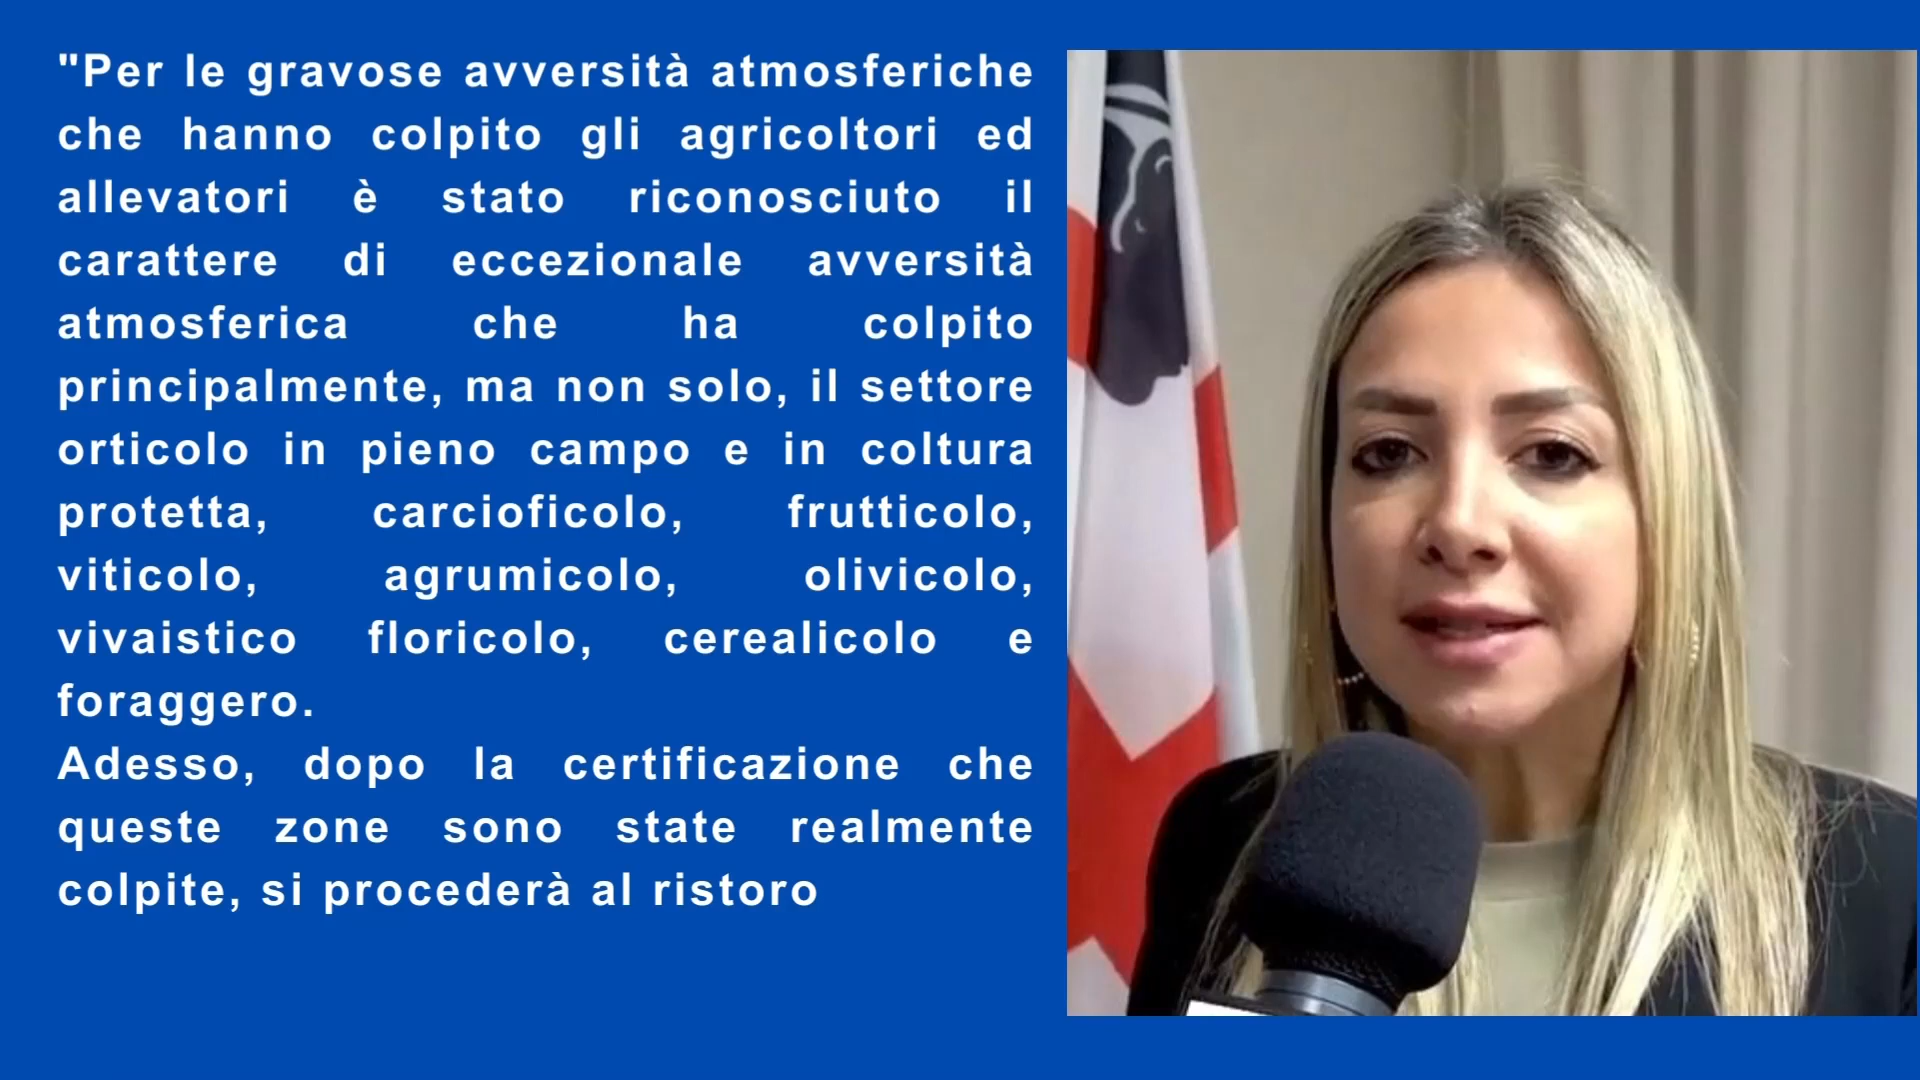 "Per le gravose avversità atmosferiche
che hanno colpito gli agricoltori ed
allevatori è stato riconosciuto il
carattere di eccezionale avversità
atmosferica che ha colpito
principalmente, ma non solo, il settore
orticolo in pieno campo e in coltura
protetta, carcioficolo, frutticolo,
viticolo, agrumicolo, olivicolo,
vivaistico floricolo, cerealicolo e
foraggero.
Adesso, dopo la certificazione che
queste zone sono state realmente
colpite, si procederà al ristoro